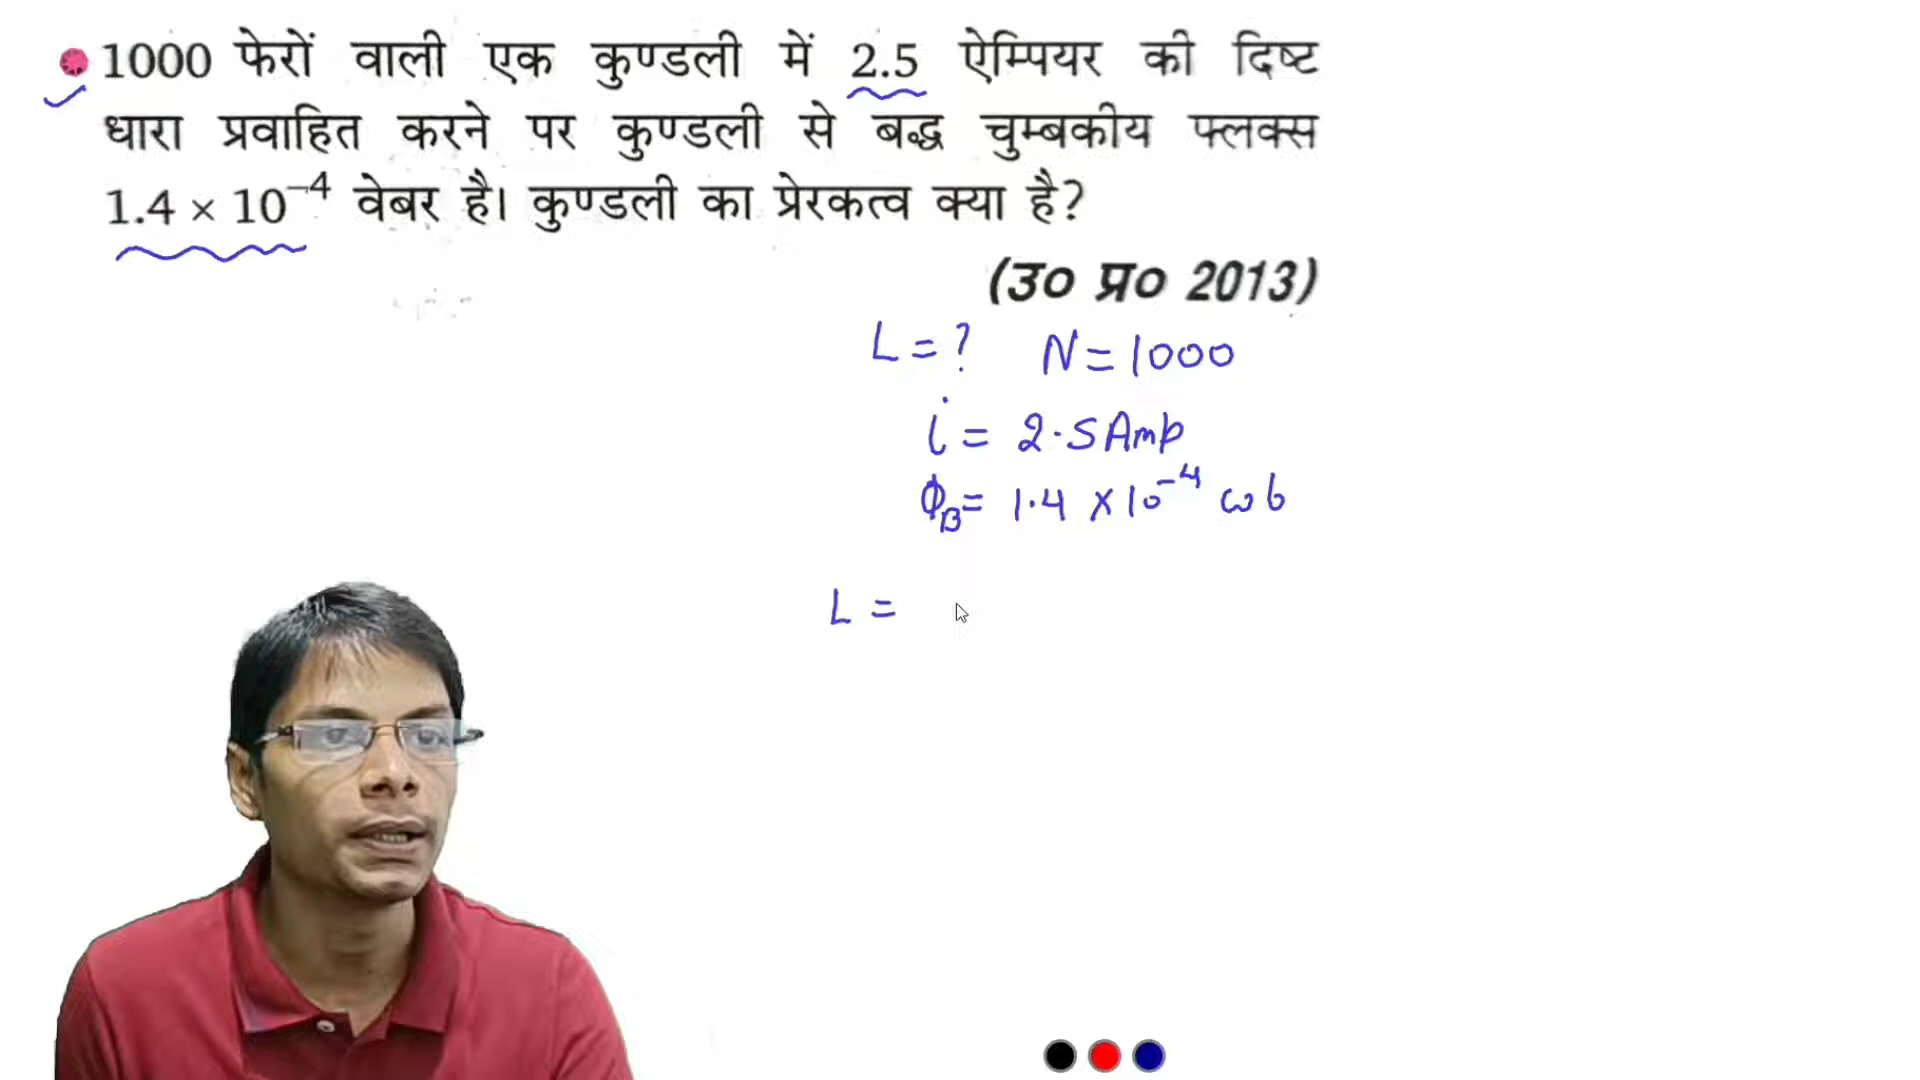 1000 फेरों वाली एक कुण्डली में 2.5 ऐम्पियर की दिष्ट
धारा प्रवाहित करने पर कुण्डली से बद्ध चुम्बकीय फ्लक्स
1.4 × 10⁻⁴ वेबर है। कुण्डली का प्रेरकत्व क्या है?
(उ० प्र० 2013)
L = ? N = 1000
i = 2.5 Amp
ϕ_B = 1.4 × 10⁻⁴ wb
L =